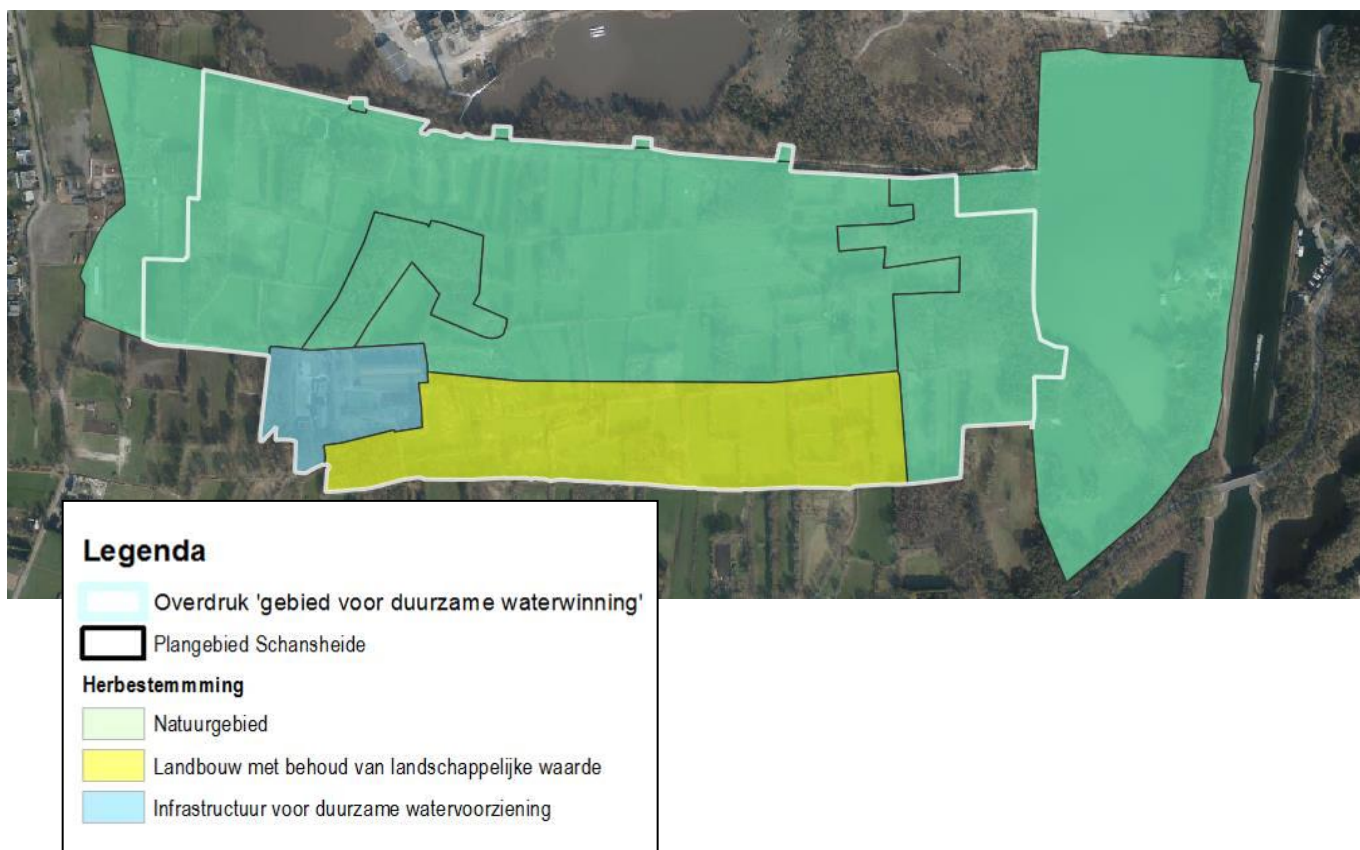 Legenda
Overdruk 'gebied voor duurzame waterwinning'
Plangebied Schansheide
Herbestemmming
Natuurgebied
Landbouw met behoud van landschappelijke waarde
Infrastructuur voor duurzame watervoorziening